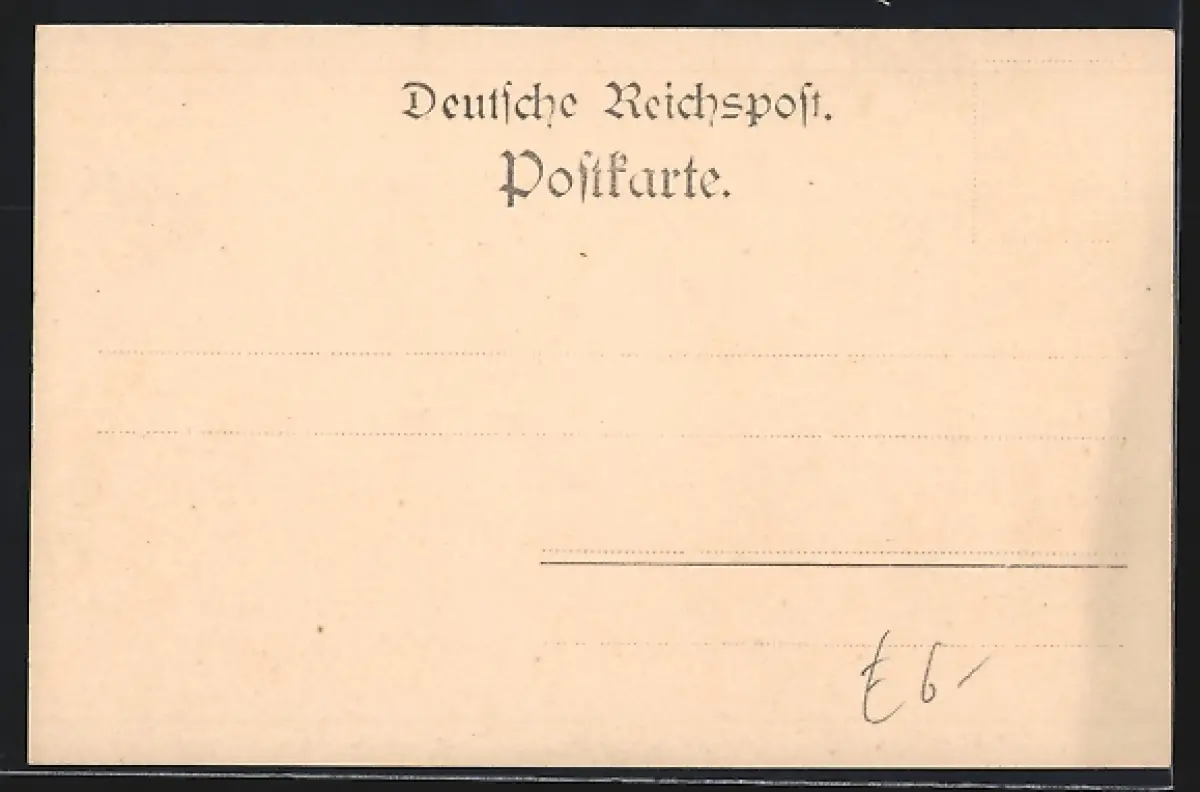 Deutſche Reichspoſt.
Poſtkarte.
£ 6-